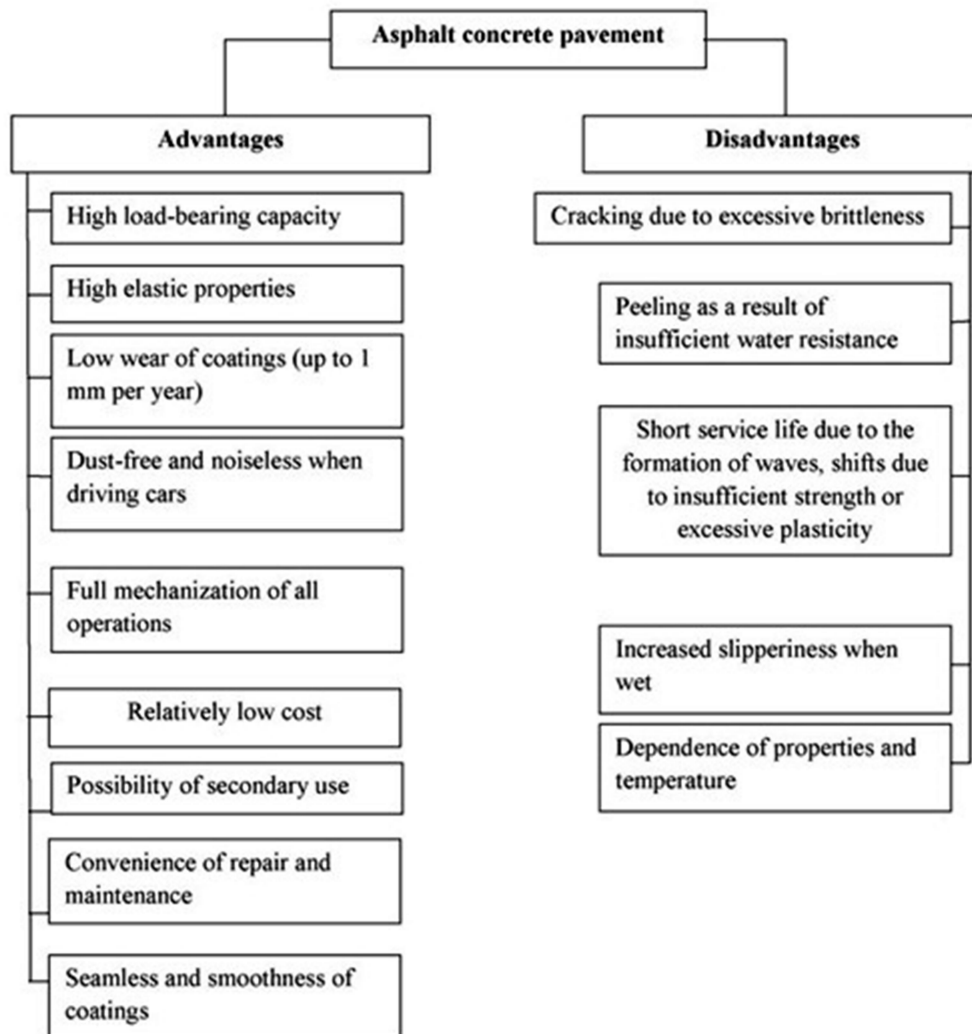 Asphalt concrete pavement
Advantages
High load-bearing capacity
High elastic properties
Low wear of coatings (up to 1
mm per year)
Dust-free and noiseless when
driving cars
Full mechanization of all
operations
Relatively low cost
Possibility of secondary use
Convenience of repair and
maintenance
Seamless and smoothness of
coatings
Disadvantages
Cracking due to excessive brittleness
Peeling as a result of
insufficient water resistance
Short service life due to the
formation of waves, shifts due
to insufficient strength or
excessive plasticity
Increased slipperiness when
wet
Dependence of properties and
temperature